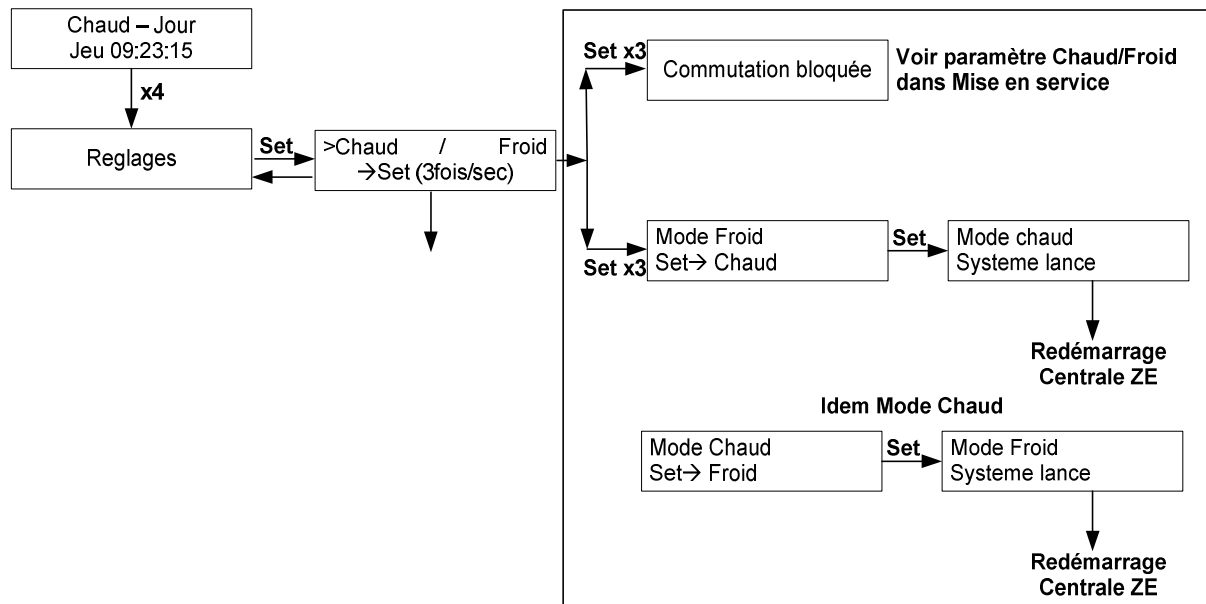 Chaud – Jour
Jeu 09:23:15
x4
Reglages
Set
>Chaud / Froid
→Set (3fois/sec)
Set x3
Commutation bloquée
Voir paramètre Chaud/Froid
dans Mise en service
Set x3
Mode Froid
Set→ Chaud
Set
Mode chaud
Systeme lance
Redémarrage
Centrale ZE
Idem Mode Chaud
Mode Chaud
Set→ Froid
Set
Mode Froid
Systeme lance
Redémarrage
Centrale ZE